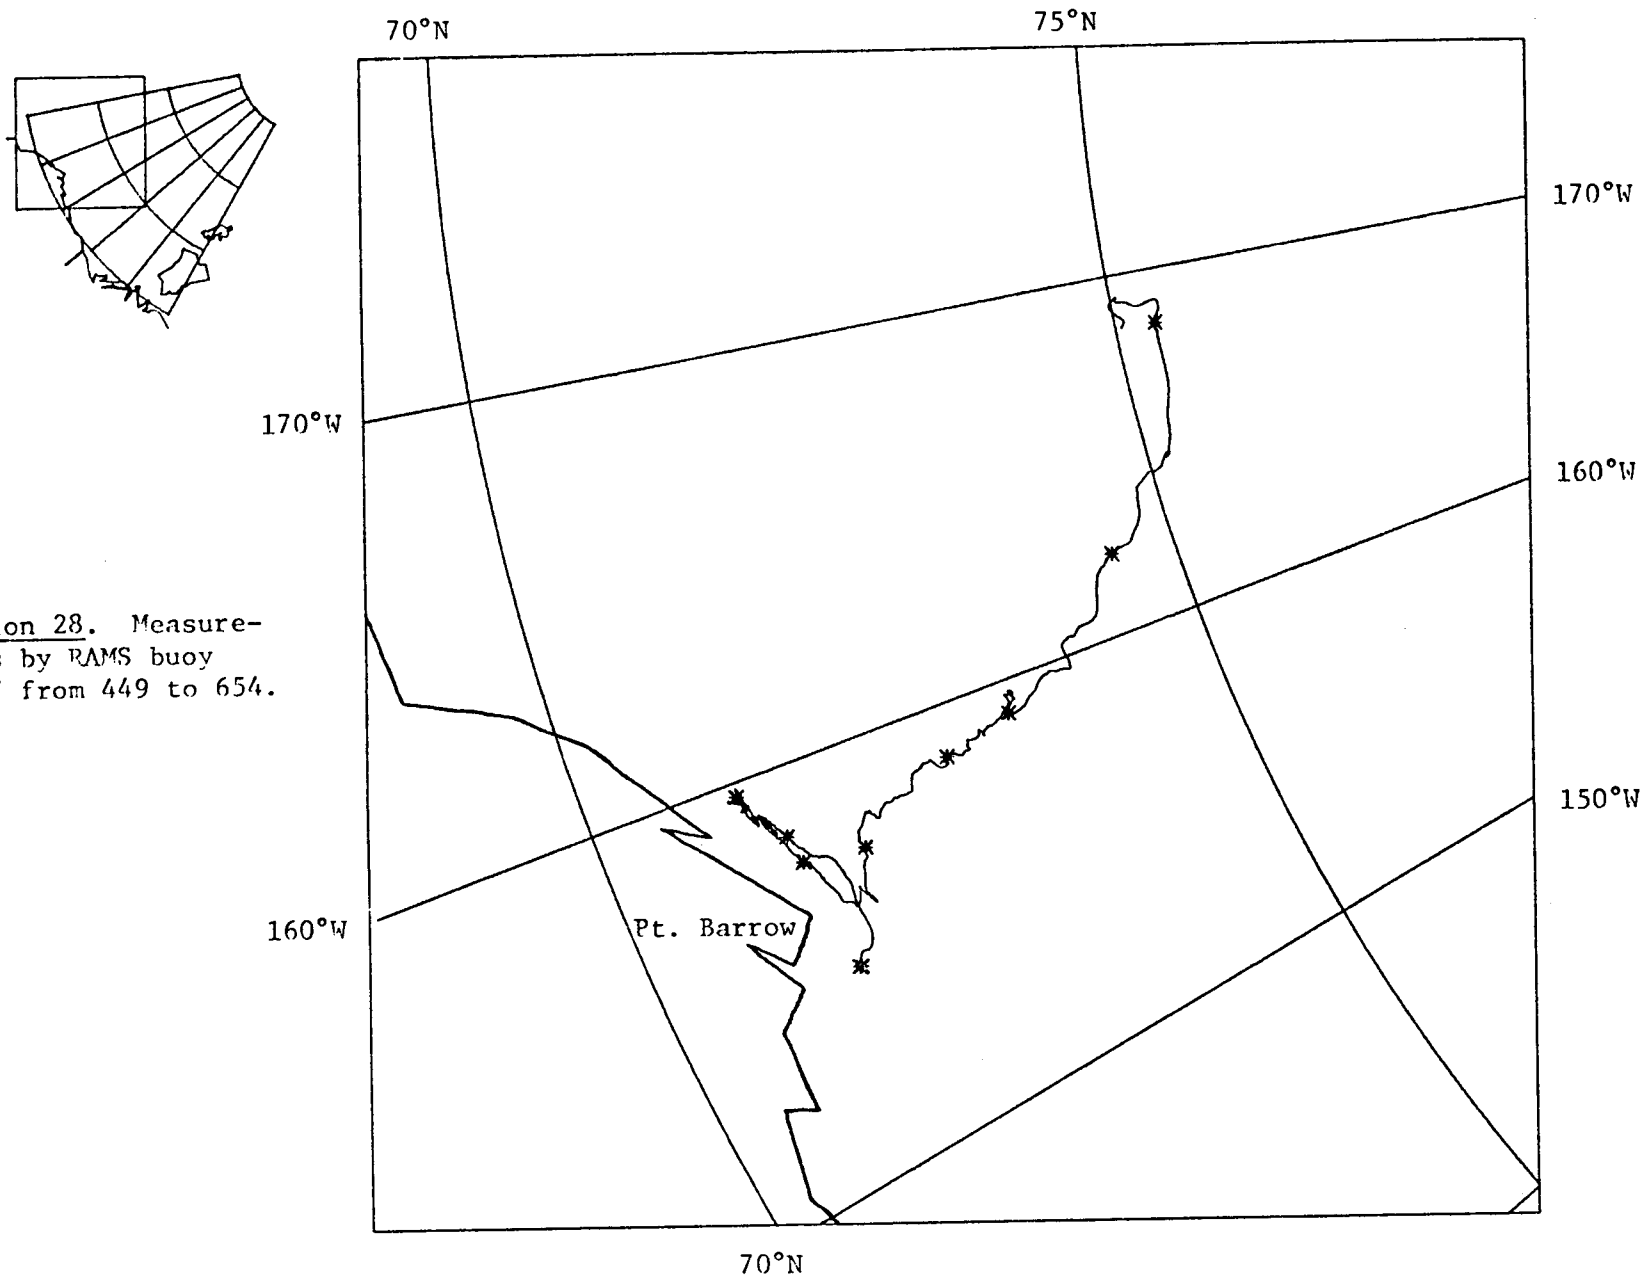 70°N
75°N
170°W
160°W
150°W
170°W
on 28. Measure-
by RAMS buoy
from 449 to 654.
160°W
Pt. Barrow
70°N